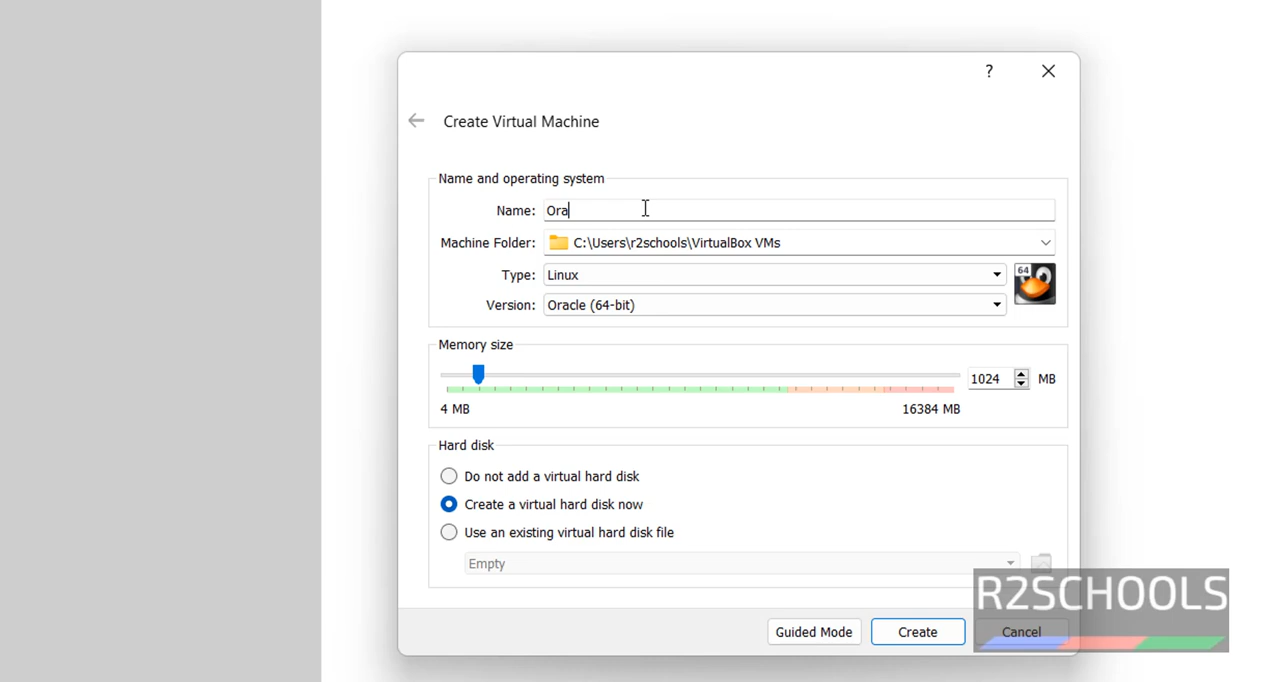 ?
Create Virtual Machine
Name and operating system
Name: Ora
Machine Folder: C:\Users\r2schools\VirtualBox VMs
Type: Linux
64
Version: Oracle (64-bit)
Memory size
1024 MB
4 MB 16384 MB
Hard disk
Do not add a virtual hard disk
Create a virtual hard disk now
Use an existing virtual hard disk file
Empty
R2SCHOOLS
Guided Mode Create Cancel